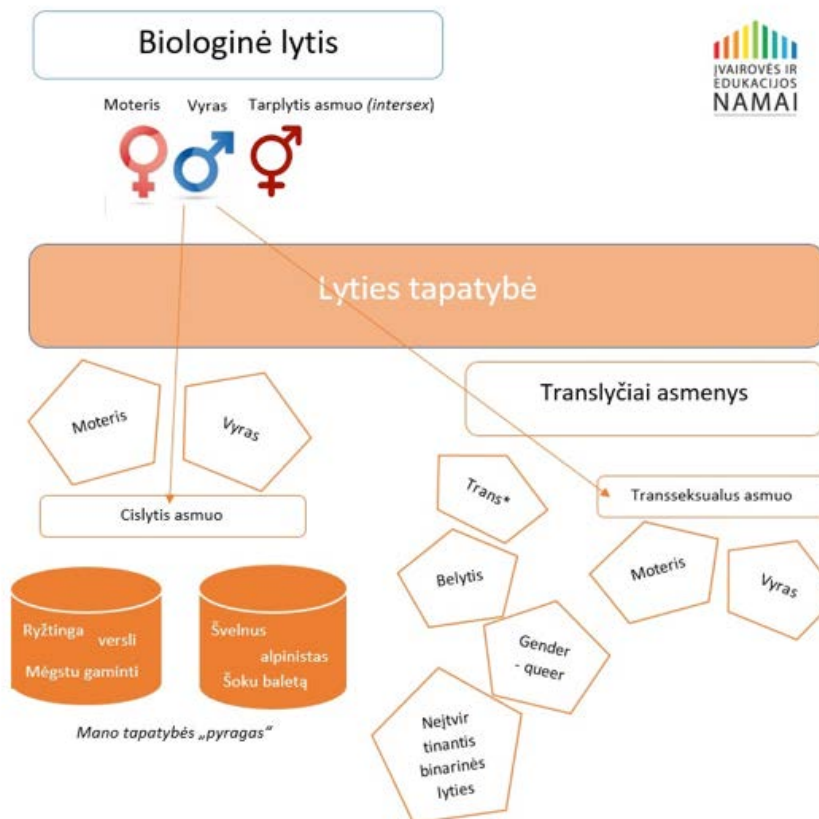 Biologinė lytis
ĮVAIROVĖS IR
EDUKACIJOS
NAMAI
Moteris
Vyras
Tarplytis asmuo (intersex)
Lyties tapatybė
Moteris
Vyras
Cislytis asmuo
Translyčiai asmenys
Trans*
Transseksualus asmuo
Belytis
Moteris
Vyras
Gender
- queer
Neįtvir
tinantis
binarinės
lyties
Ryžtinga
versli
Mėgstu gaminti
Švelnus
alpinistas
Šoku baletą
Mano tapatybės „pyragas“